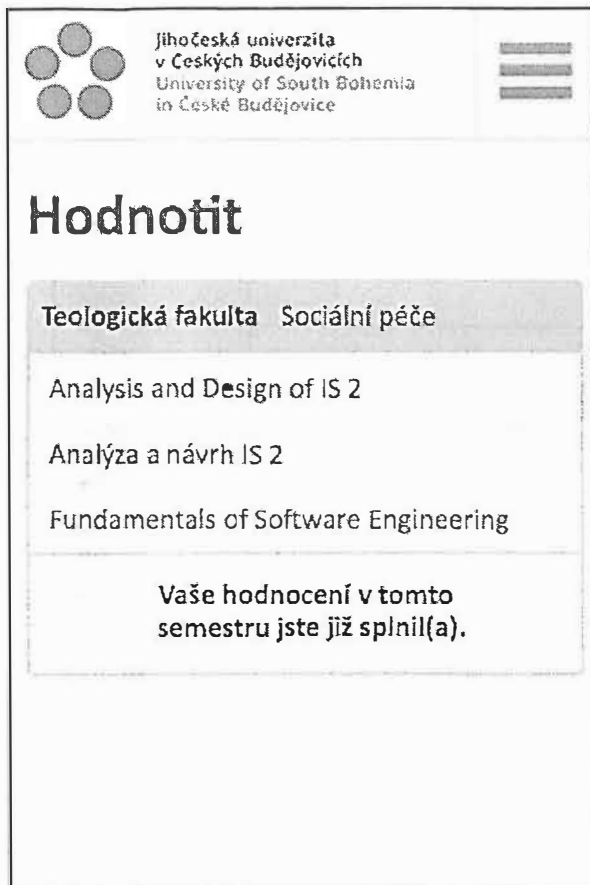 Jihočeská univerzita
v Českých Budějovicích
University of South Bohemia
in České Budějovice
Hodnotit
Teologická fakulta Sociální péče
Analysis and Design of IS 2
Analýza a návrh IS 2
Fundamentals of Software Engineering
Vaše hodnocení v tomto
semestru jste již splnil(a).